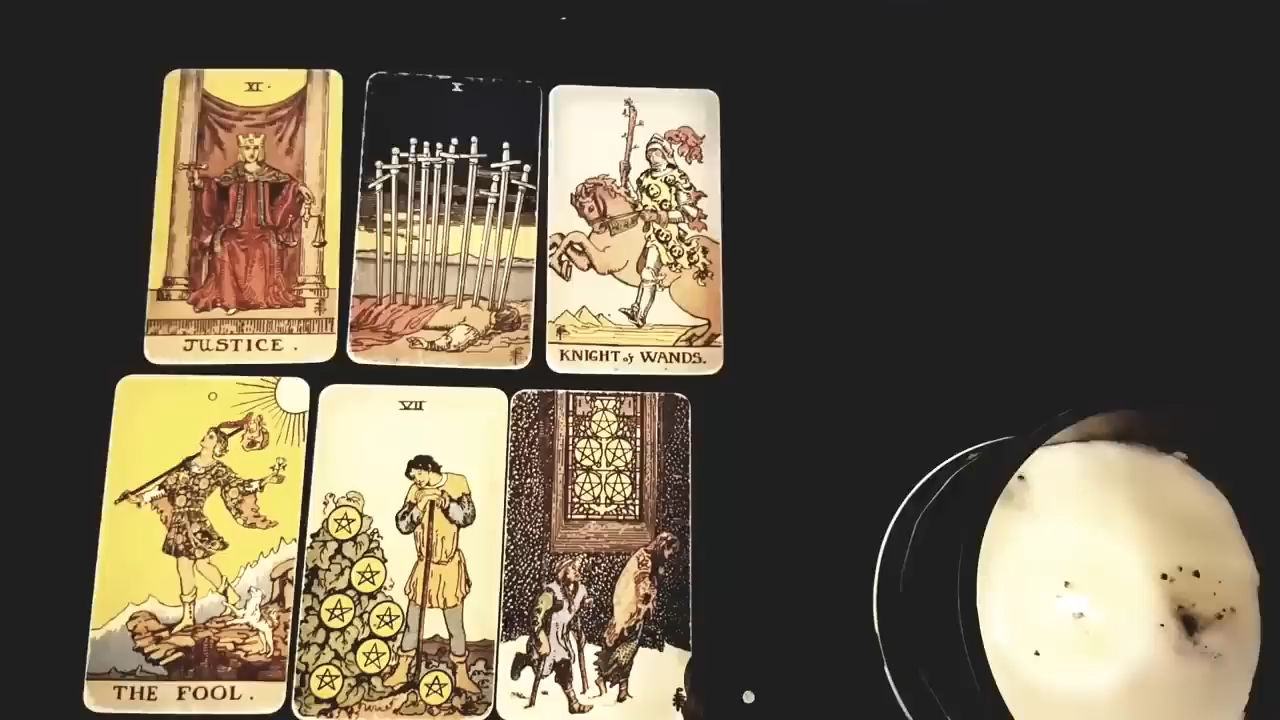 XI.
X
JUSTICE.
KNIGHT of WANDS.
VII
THE FOOL.